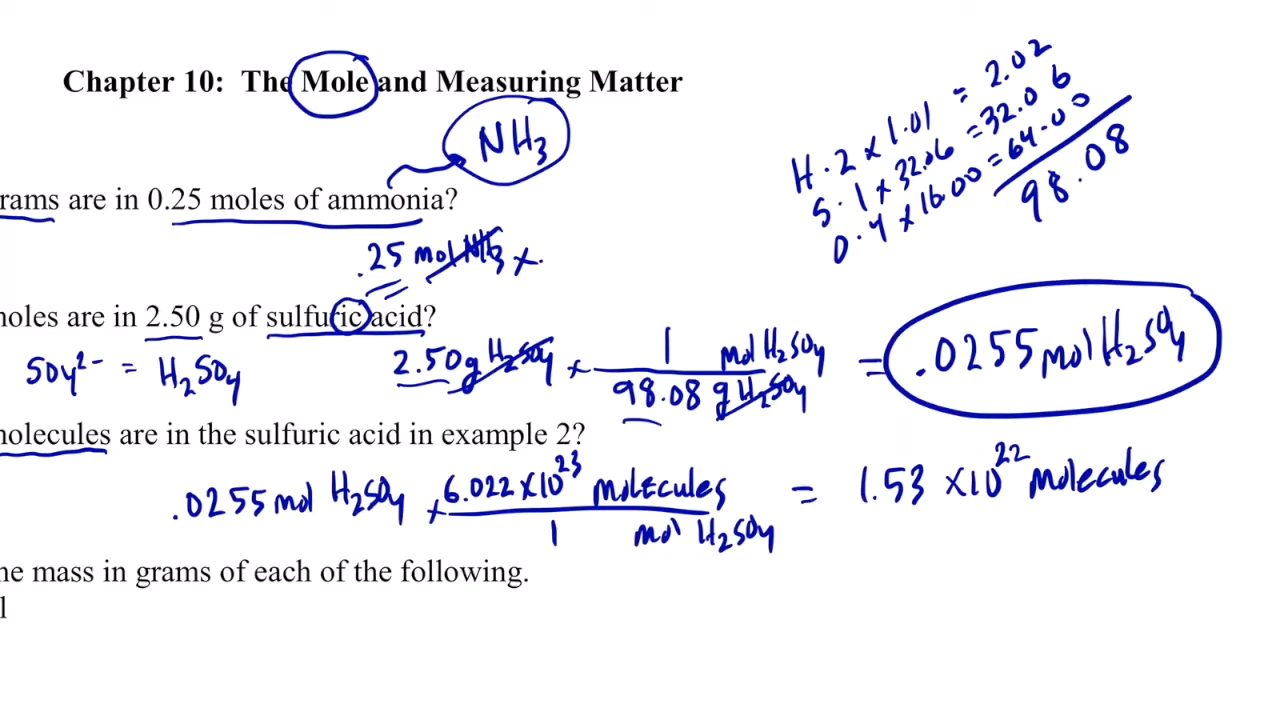 Chapter 10: The Mole and Measuring Matter
NH3
H · 2 x 1.01 = 2.02
S · 1 x 32.06 = 32.06
O · 4 x 16.00 = 64.00
98.08
rams are in 0.25 moles of ammonia?
.25 mol NH3 x
noles are in 2.50 g of sulfuric acid?
SO4 2- = H2SO4
2.50 g H2SO4 x 1 mol H2SO4 = .0255 mol H2SO4
98.08 g H2SO4
nolecules are in the sulfuric acid in example 2?
.0255 mol H2SO4 x 6.022 x 10^23 molecules = 1.53 x 10^22 molecules
1 mol H2SO4
ne mass in grams of each of the following.
l